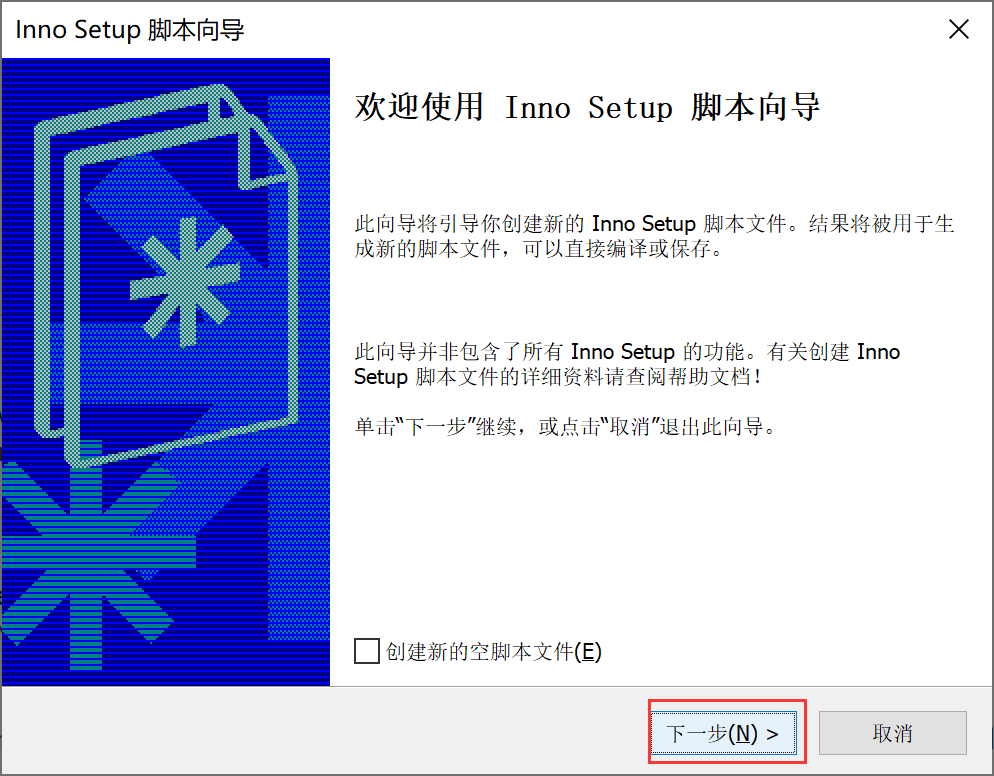 Inno Setup 脚本向导
欢迎使用 Inno Setup 脚本向导
此向导将引导你创建新的 Inno Setup 脚本文件。结果将被用于生
成新的脚本文件，可以直接编译或保存。
此向导并非包含了所有 Inno Setup 的功能。有关创建 Inno
Setup 脚本文件的详细资料请查阅帮助文档！
单击“下一步”继续，或点击“取消”退出此向导。
创建新的空脚本文件(E)
下一步(N) >
取消